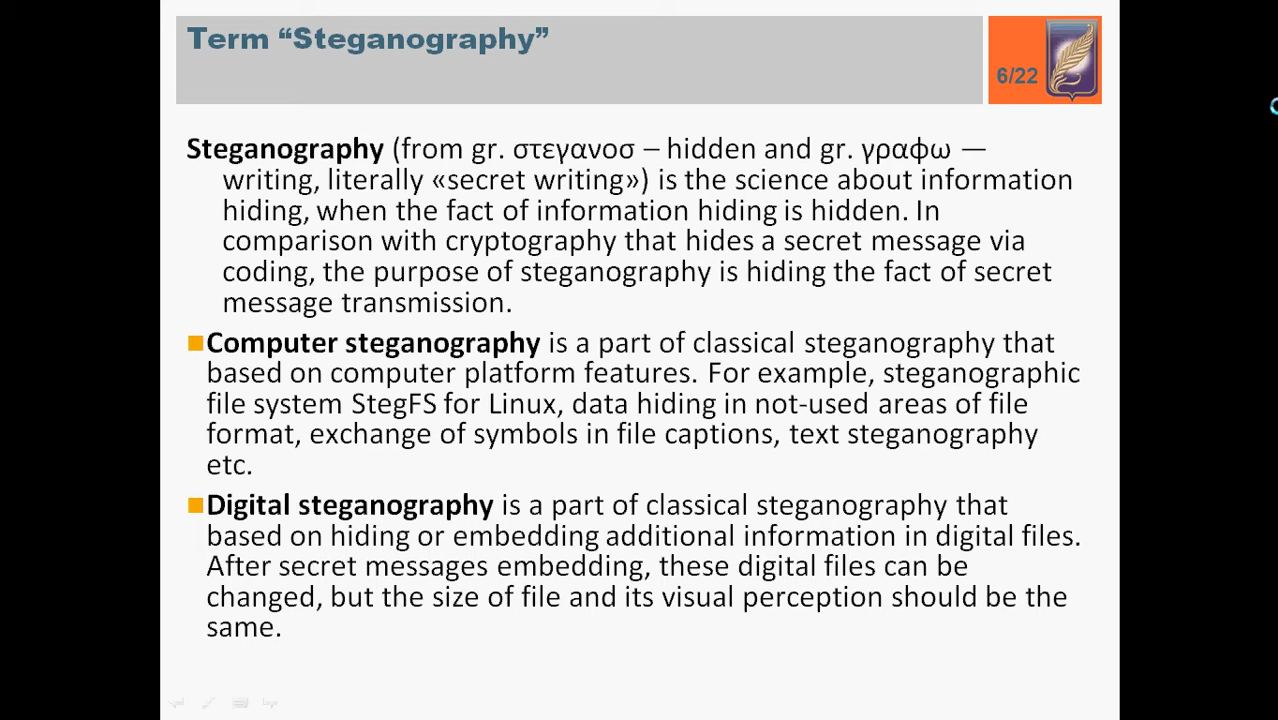 Term “Steganography”
6/22
Steganography (from gr. στεγανοσ – hidden and gr. γραφω —
writing, literally «secret writing») is the science about information
hiding, when the fact of information hiding is hidden. In
comparison with cryptography that hides a secret message via
coding, the purpose of steganography is hiding the fact of secret
message transmission.
Computer steganography is a part of classical steganography that
based on computer platform features. For example, steganographic
file system StegFS for Linux, data hiding in not-used areas of file
format, exchange of symbols in file captions, text steganography
etc.
Digital steganography is a part of classical steganography that
based on hiding or embedding additional information in digital files.
After secret messages embedding, these digital files can be
changed, but the size of file and its visual perception should be the
same.